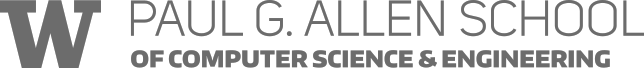 W PAUL G. ALLEN SCHOOL
OF COMPUTER SCIENCE & ENGINEERING